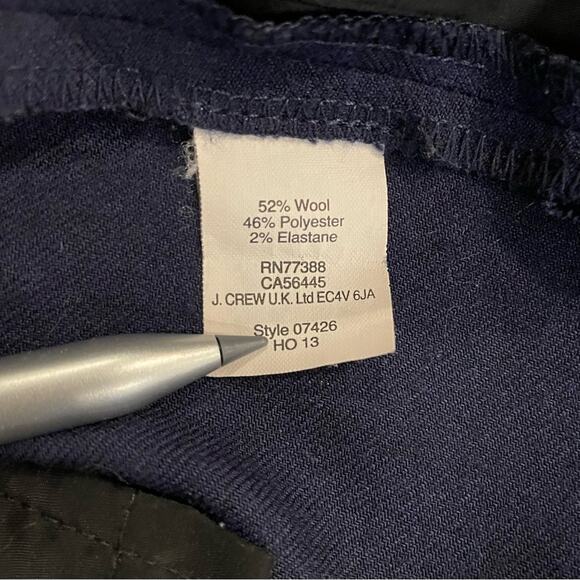 52% Wool
46% Polyester
2% Elastane
RN77388
CA56445
J. CREW U.K. Ltd EC4V 6JA
Style 07426
HO 13